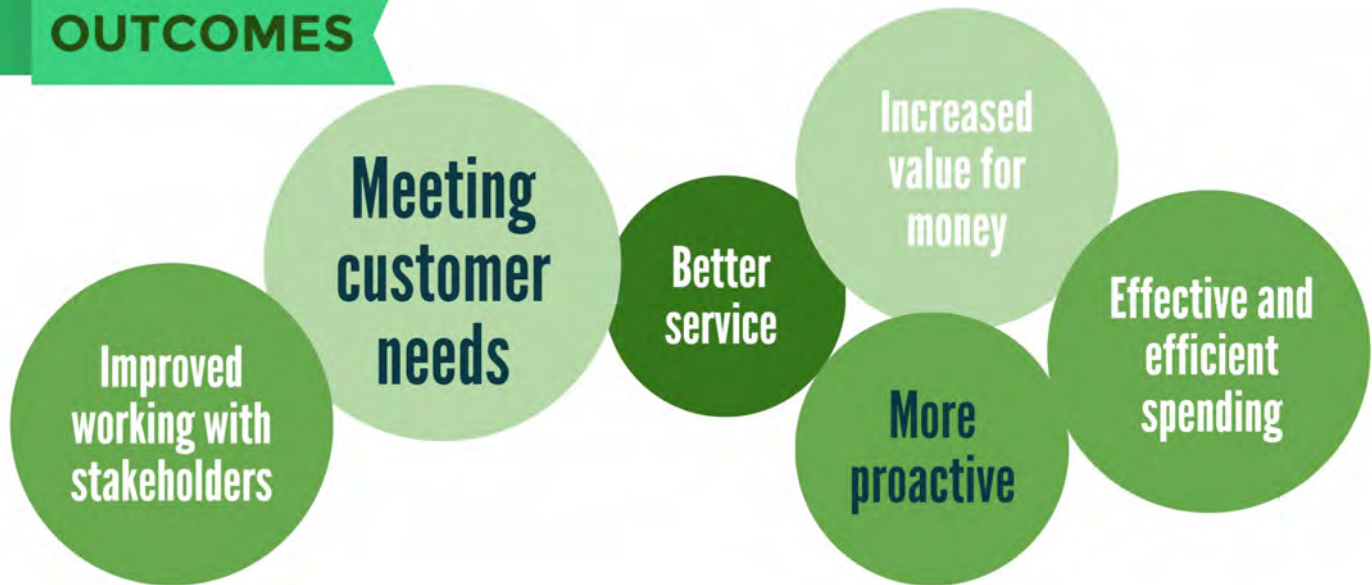 OUTCOMES
Improved
working with
stakeholders
Meeting
customer
needs
Better
service
Increased
value for
money
More
proactive
Effective and
efficient
spending